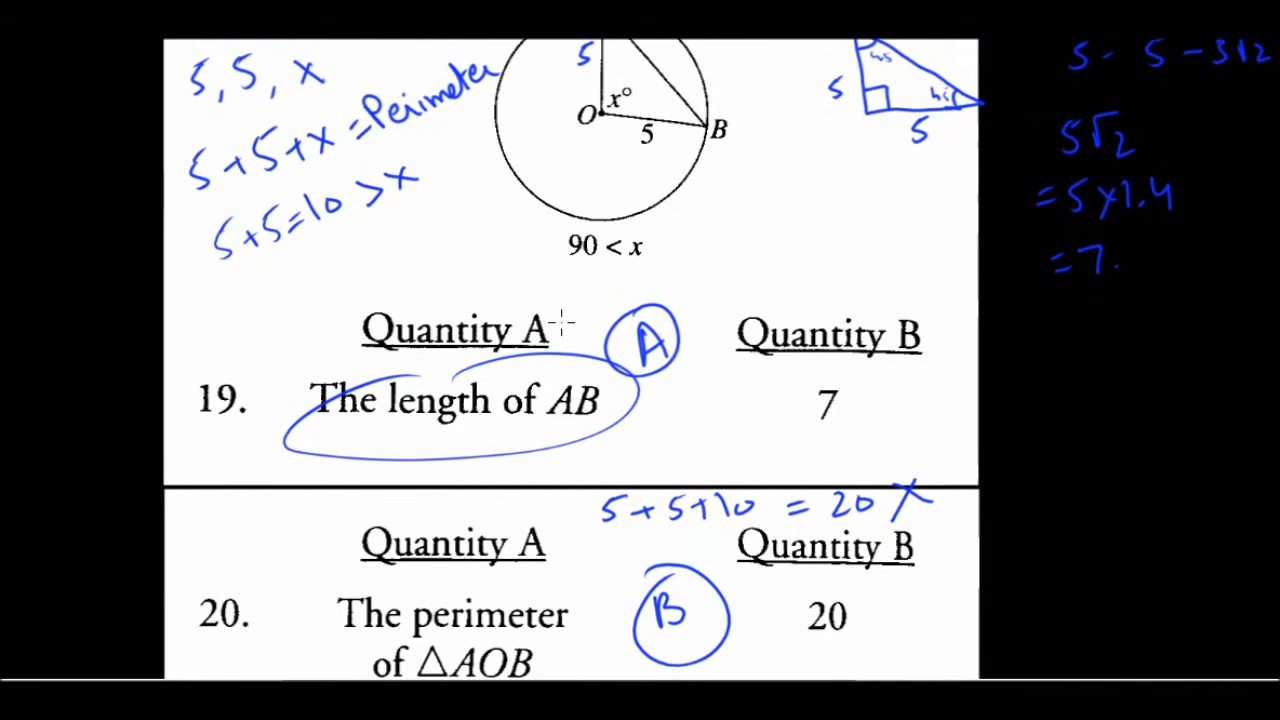 5, 5, x
5+5+x = Perimeter
5+5=10 > x
5
x°
O
5
B
90 < x
45
5
45
5
5 - 5 - 5√2
5√2
= 5×1.4
= 7.
Quantity A
A
Quantity B
19. The length of AB
7
5+5+10 = 20 X
Quantity A
Quantity B
20. The perimeter
of △AOB
B
20